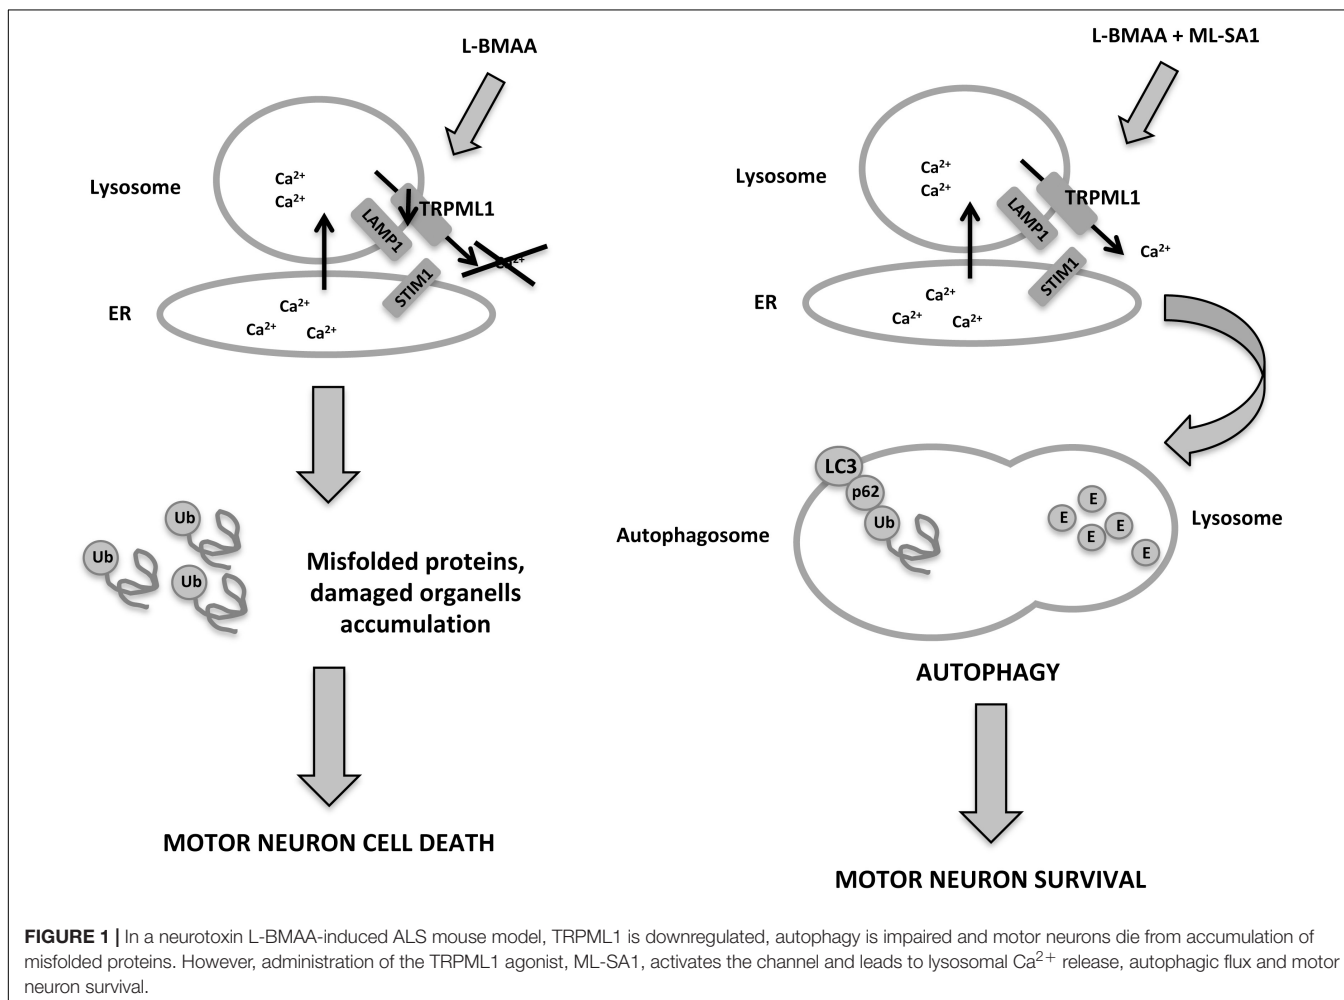 L-BMAA
Lysosome
Ca²⁺
Ca²⁺
LAMP1
TRPML1
Ca²⁺
STIM1
ER
Ca²⁺
Ca²⁺
Ca²⁺
Ub
Ub
Ub
Misfolded proteins,
damaged organells
accumulation
MOTOR NEURON CELL DEATH
L-BMAA + ML-SA1
Lysosome
Ca²⁺
Ca²⁺
LAMP1
TRPML1
Ca²⁺
STIM1
ER
Ca²⁺
Ca²⁺
Ca²⁺
LC3
p62
Ub
Autophagosome
E
E
E
E
E
Lysosome
AUTOPHAGY
MOTOR NEURON SURVIVAL
FIGURE 1 | In a neurotoxin L-BMAA-induced ALS mouse model, TRPML1 is downregulated, autophagy is impaired and motor neurons die from accumulation of
misfolded proteins. However, administration of the TRPML1 agonist, ML-SA1, activates the channel and leads to lysosomal Ca²⁺ release, autophagic flux and motor
neuron survival.